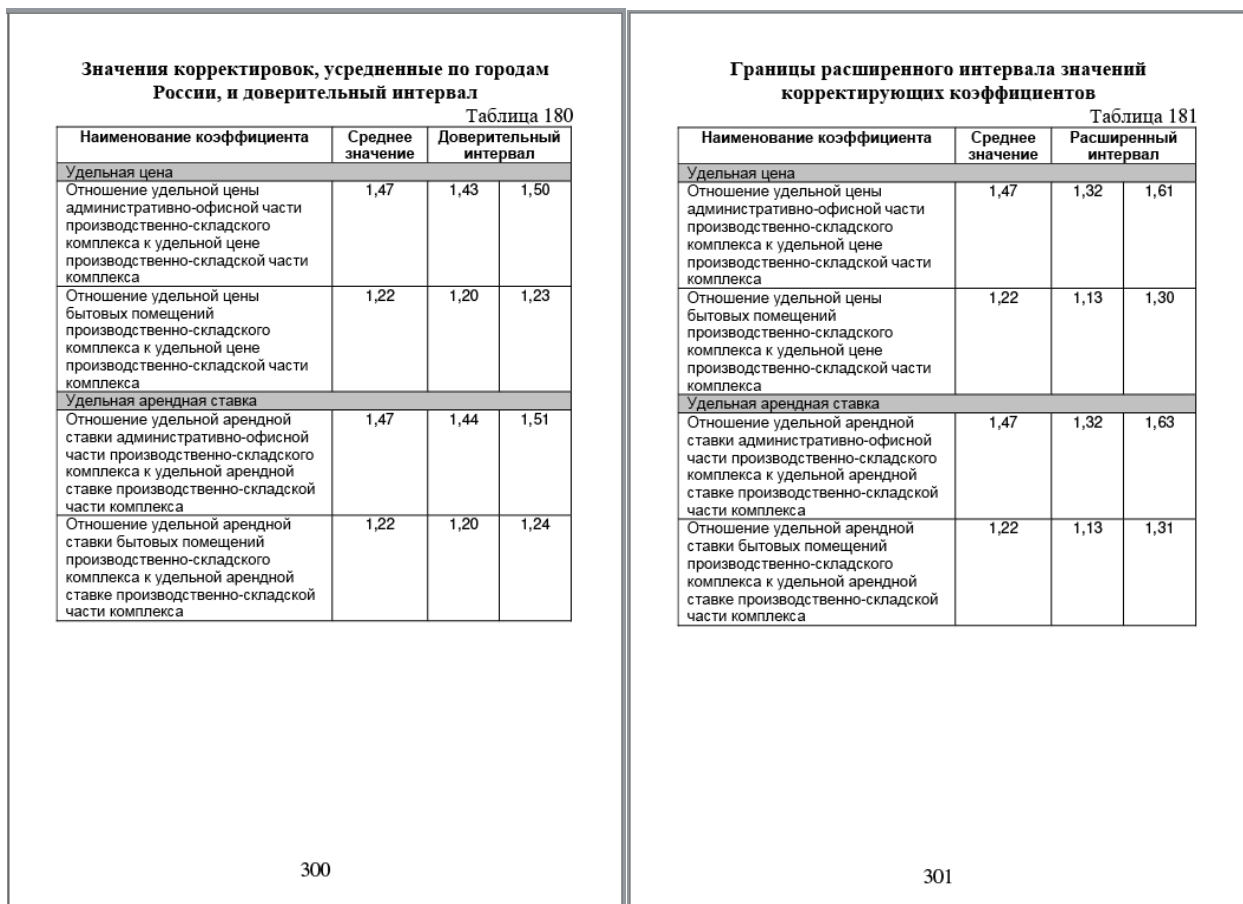 Значения корректировок, усредненные по городам
России, и доверительный интервал
Таблица 180
Наименование коэффициента Среднее значение Доверительный интервал
Удельная цена
Отношение удельной цены 1,47 1,43 1,50
административно-офисной части
производственно-складского
комплекса к удельной цене
производственно-складской части
комплекса
Отношение удельной цены 1,22 1,20 1,23
бытовых помещений
производственно-складского
комплекса к удельной цене
производственно-складской части
комплекса
Удельная арендная ставка
Отношение удельной арендной 1,47 1,44 1,51
ставки административно-офисной
части производственно-складского
комплекса к удельной арендной
ставке производственно-складской
части комплекса
Отношение удельной арендной 1,22 1,20 1,24
ставки бытовых помещений
производственно-складского
комплекса к удельной арендной
ставке производственно-складской
части комплекса
300
Границы расширенного интервала значений
корректирующих коэффициентов
Таблица 181
Наименование коэффициента Среднее значение Расширенный интервал
Удельная цена
Отношение удельной цены 1,47 1,32 1,61
административно-офисной части
производственно-складского
комплекса к удельной цене
производственно-складской части
комплекса
Отношение удельной цены 1,22 1,13 1,30
бытовых помещений
производственно-складского
комплекса к удельной цене
производственно-складской части
комплекса
Удельная арендная ставка
Отношение удельной арендной 1,47 1,32 1,63
ставки административно-офисной
части производственно-складского
комплекса к удельной арендной
ставке производственно-складской
части комплекса
Отношение удельной арендной 1,22 1,13 1,31
ставки бытовых помещений
производственно-складского
комплекса к удельной арендной
ставке производственно-складской
части комплекса
301